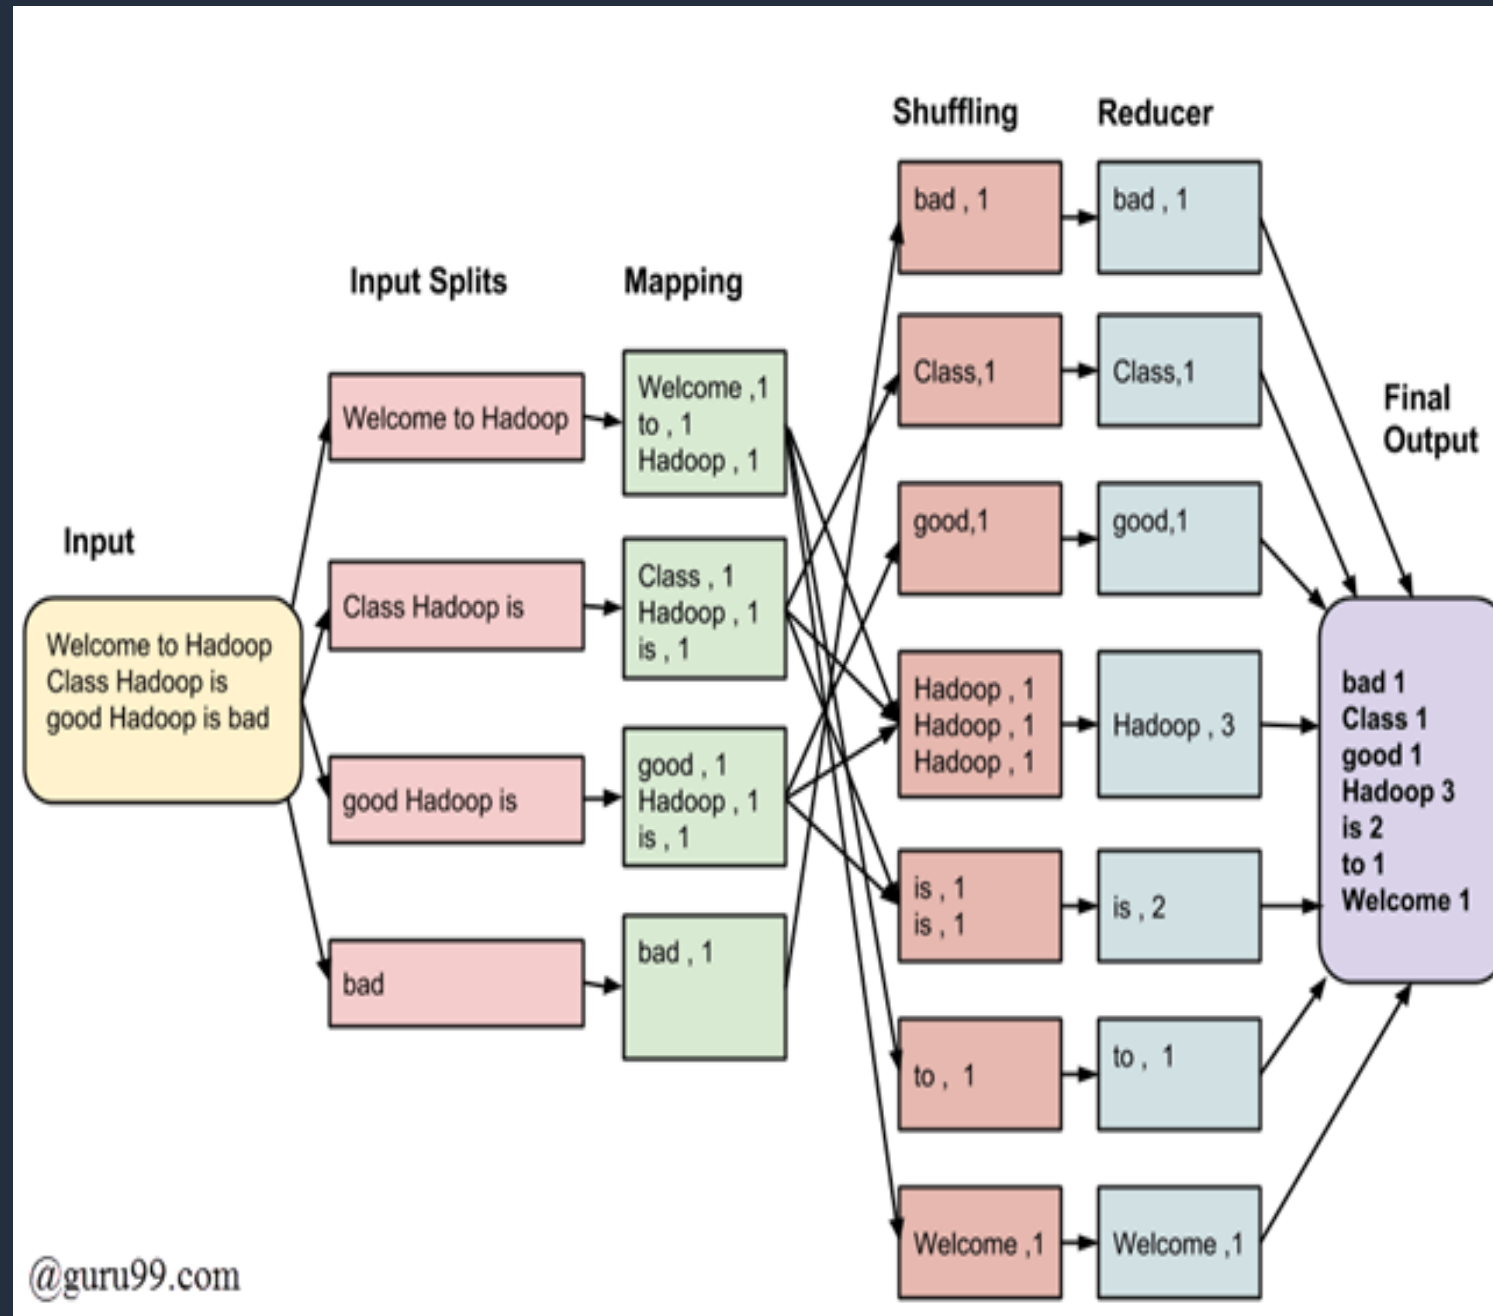 Input
Welcome to Hadoop
Class Hadoop is
good Hadoop is bad
Input Splits
Welcome to Hadoop
Class Hadoop is
good Hadoop is
bad
Mapping
Welcome ,1
to , 1
Hadoop , 1
Class , 1
Hadoop , 1
is , 1
good , 1
Hadoop , 1
is , 1
bad , 1
Shuffling
bad , 1
Class,1
good,1
Hadoop , 1
Hadoop , 1
Hadoop , 1
is , 1
is , 1
to , 1
Welcome ,1
Reducer
bad , 1
Class,1
good,1
Hadoop , 3
is , 2
to , 1
Welcome ,1
Final
Output
bad 1
Class 1
good 1
Hadoop 3
is 2
to 1
Welcome 1
@guru99.com